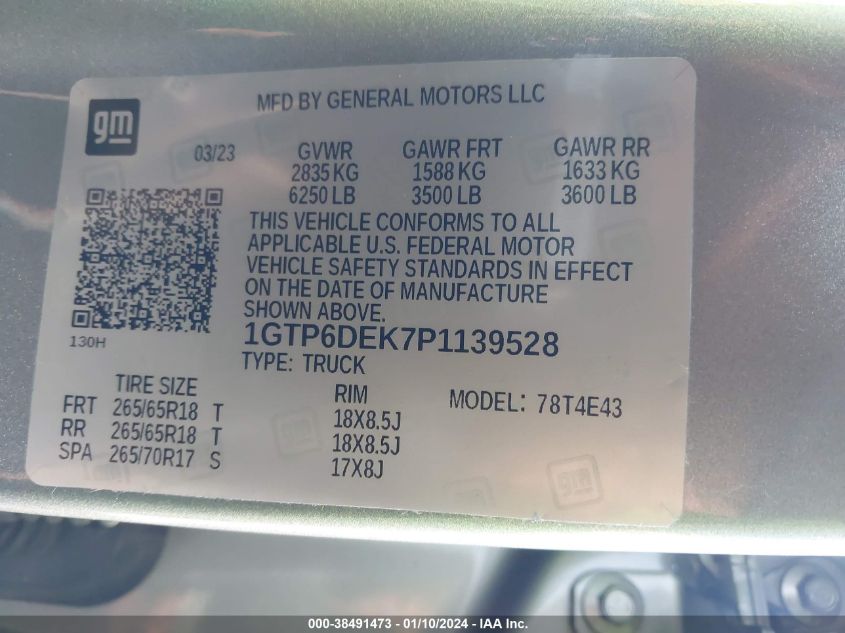 gm
MFD BY GENERAL MOTORS LLC
03/23 GVWR GAWR FRT GAWR RR
2835 KG 1588 KG 1633 KG
6250 LB 3500 LB 3600 LB
THIS VEHICLE CONFORMS TO ALL
APPLICABLE U.S. FEDERAL MOTOR
VEHICLE SAFETY STANDARDS IN EFFECT
ON THE DATE OF MANUFACTURE
SHOWN ABOVE.
130H
1GTP6DEK7P1139528
TYPE: TRUCK
TIRE SIZE RIM MODEL: 78T4E43
FRT 265/65R18 T 18X8.5J
RR 265/65R18 T 18X8.5J
SPA 265/70R17 S 17X8J
gm
000-38491473 - 01/10/2024 - IAA Inc.